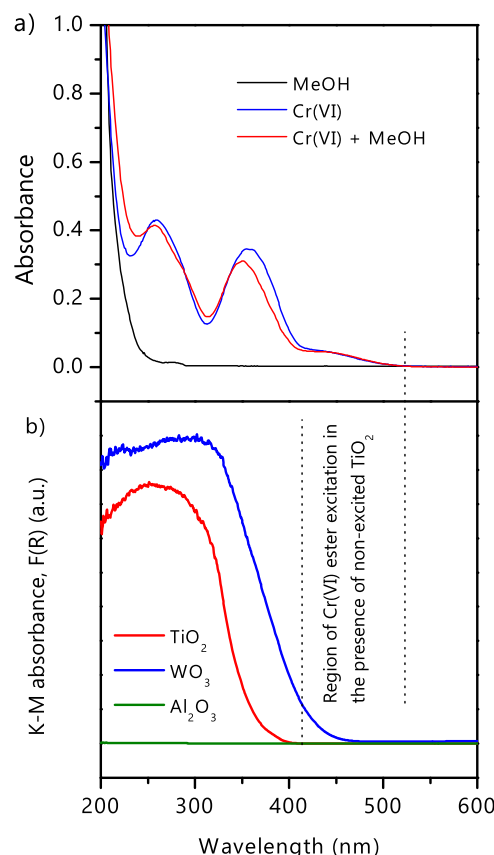 a)
1.0
0.8
0.6
0.4
0.2
0.0
Absorbance
MeOH
Cr(VI)
Cr(VI) + MeOH
b)
K-M absorbance, F(R) (a.u.)
Region of Cr(VI) ester excitation in
the presence of non-excited TiO₂
TiO₂
WO₃
Al₂O₃
200 300 400 500 600
Wavelength (nm)